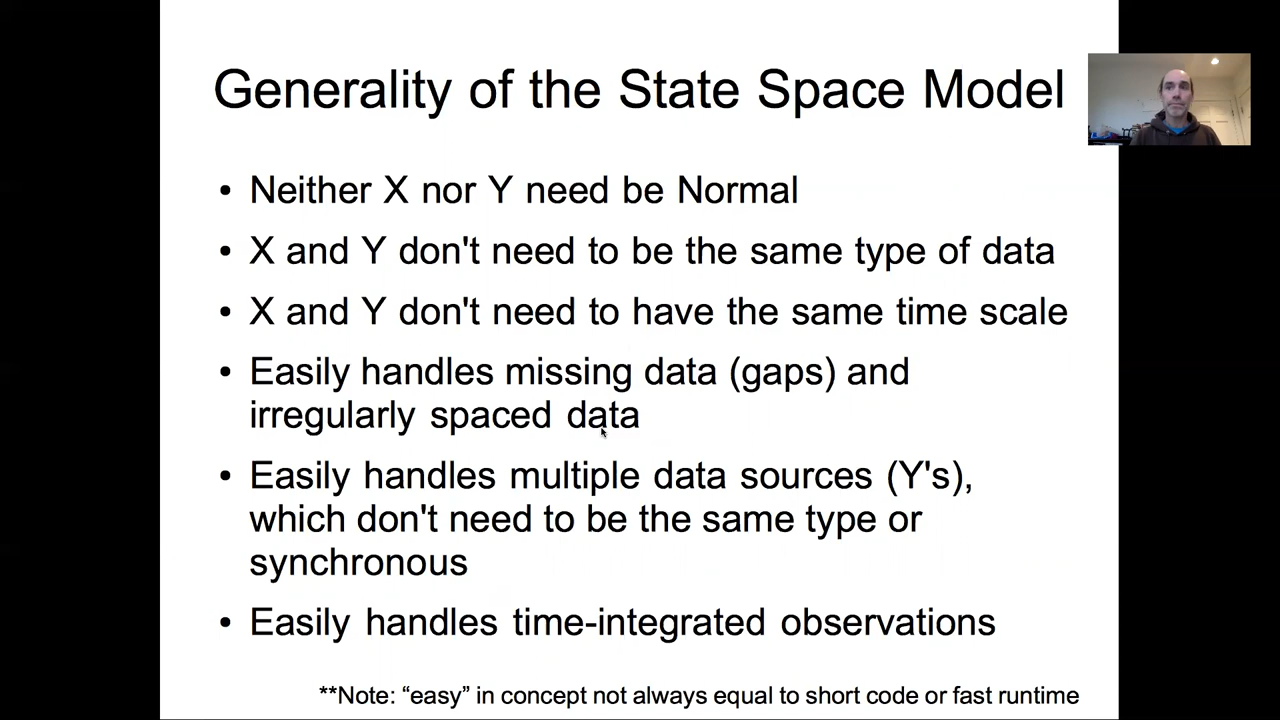 Generality of the State Space Model
• Neither X nor Y need be Normal
• X and Y don't need to be the same type of data
• X and Y don't need to have the same time scale
• Easily handles missing data (gaps) and
irregularly spaced data
• Easily handles multiple data sources (Y's),
which don't need to be the same type or
synchronous
• Easily handles time-integrated observations
**Note: “easy” in concept not always equal to short code or fast runtime